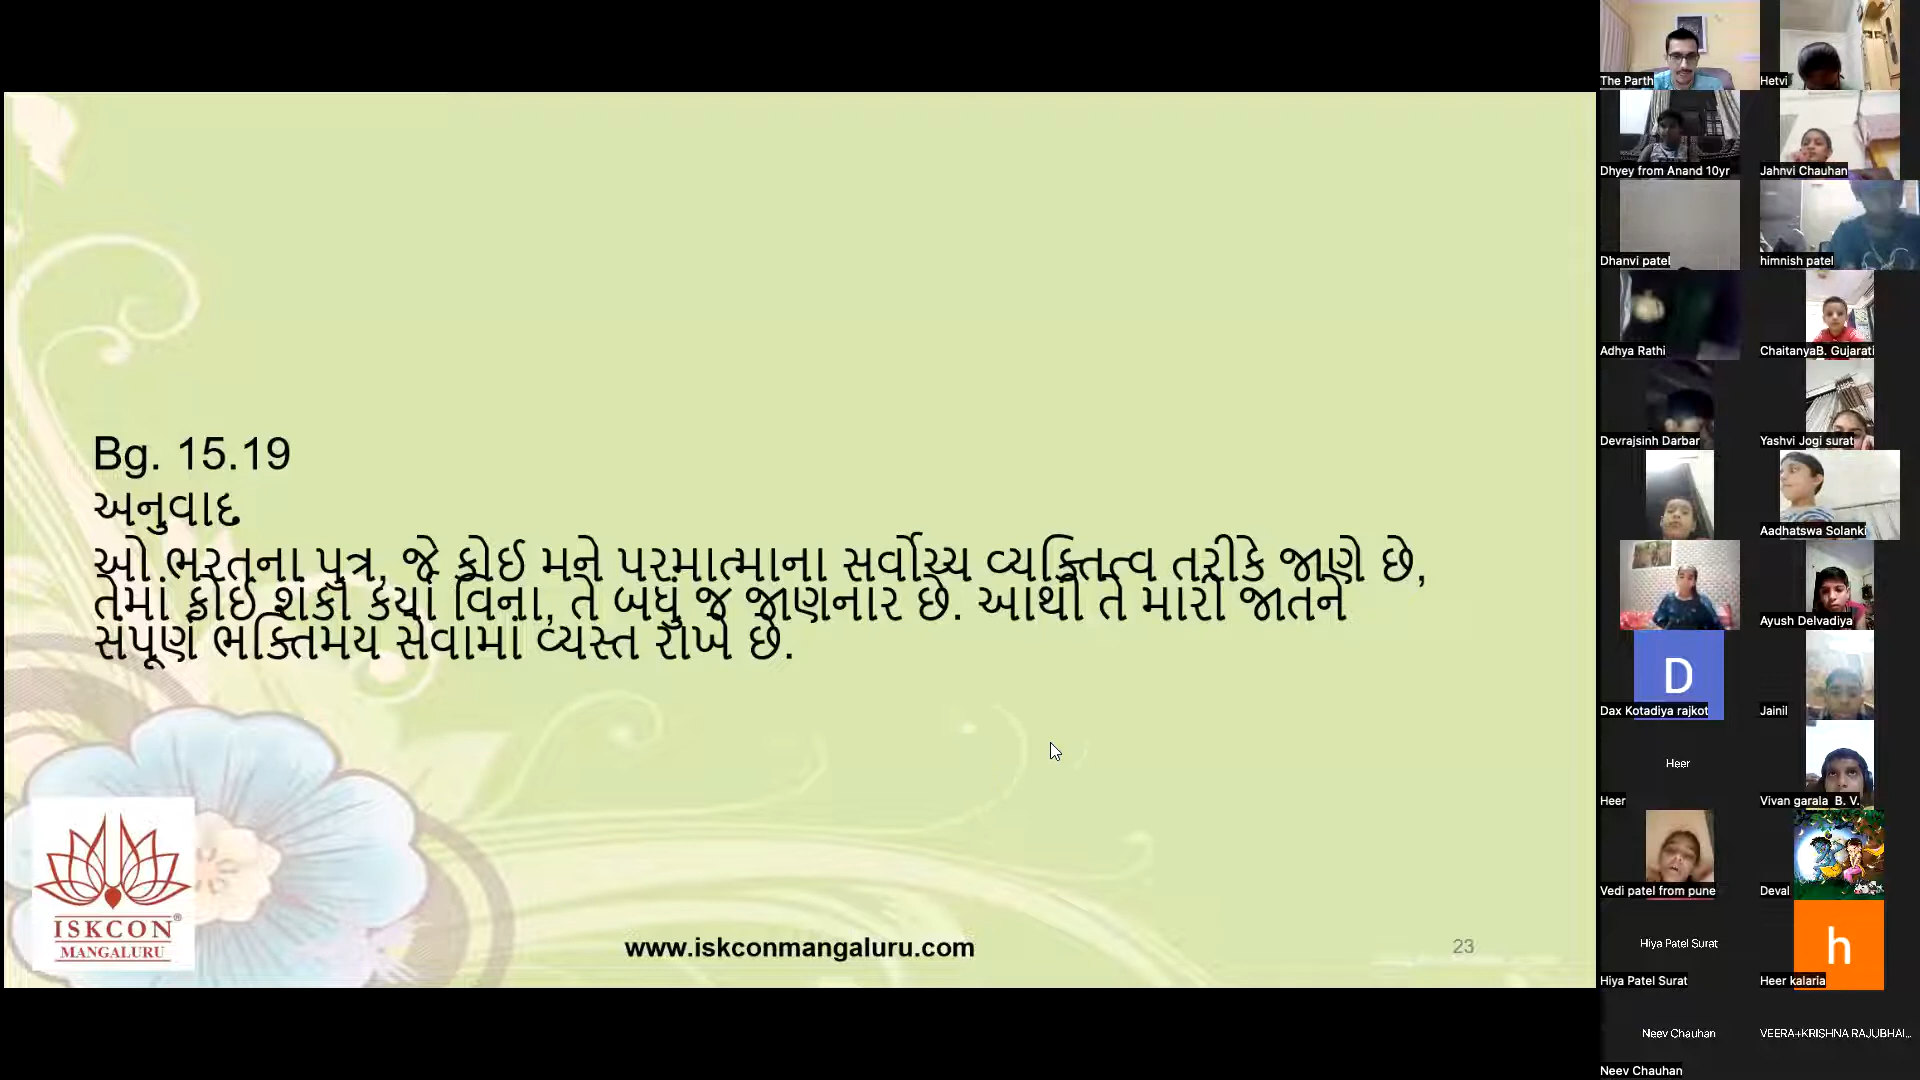 Bg. 15.19
અનુવાદ
ઓ ભરતના પુત્ર, જે કોઈ મને પરમાત્માના સર્વોચ્ચ વ્યક્તિત્વ તરીકે જાણે છે,
તેમાં કોઈ શંકા કર્યા વિના, તે બધું જ જાણનાર છે. આથી તે મારી જાતને
સંપૂર્ણ ભક્તિમય સેવામાં વ્યસ્ત રાખે છે.
ISKCON®
MANGALURU
www.iskconmangaluru.com
23
The Parth
Hetvi
Dhyey from Anand 10yr
Jahnvi Chauhan
Dhanvi patel
himnish patel
Adhya Rathi
ChaitanyaB. Gujarati
Devrajsinh Darbar
Yashvi Jogi surat
Aadhatswa Solanki
Ayush Delvadiya
D
Dax Kotadiya rajkot
Jainil
Heer
Heer
Vivan garala B. V.
Vedi patel from pune
Deval
Hiya Patel Surat
h
Hiya Patel Surat
Heer kalaria
Neev Chauhan
VEERA+KRISHNA RAJUBHAI...
Neev Chauhan